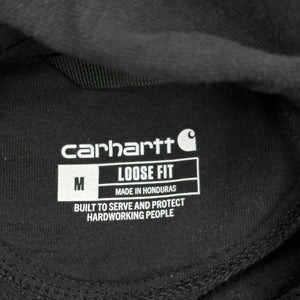 carhartt
M
LOOSE FIT
MADE IN HONDURAS
BUILT TO SERVE AND PROTECT
HARDWORKING PEOPLE